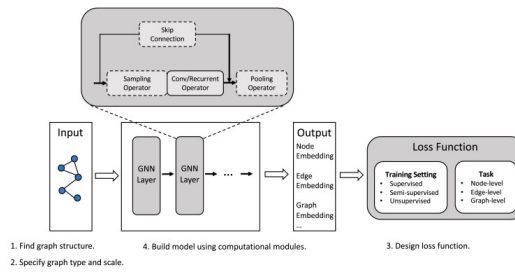 Skip
Connection
Sampling
Operator
Conv/Recurrent
Operator
Pooling
Operator
Input
GNN
Layer
GNN
Layer
...
Output
Node
Embedding
Edge
Embedding
Graph
Embedding
...
Loss Function
Training Setting
• Supervised
• Semi-supervised
• Unsupervised
Task
• Node-level
• Edge-level
• Graph-level
1. Find graph structure.
2. Specify graph type and scale.
4. Build model using computational modules.
3. Design loss function.